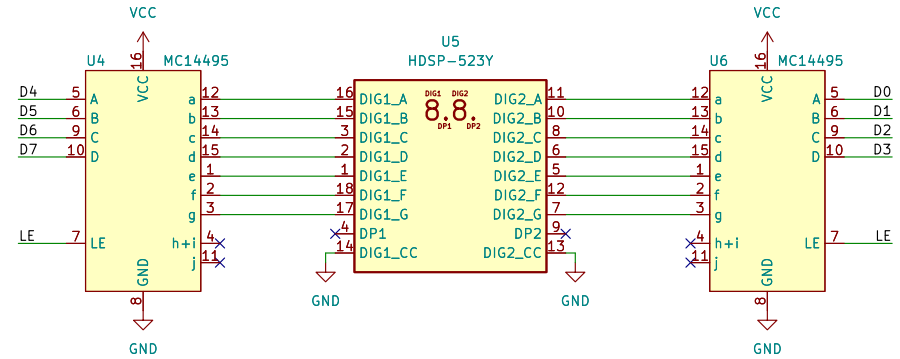 VCC
U4 MC14495
16
VCC
D4 5 A a 12
D5 6 B b 13
D6 9 C c 14
D7 10 D d 15
e 1
f 2
g 3
LE 7 LE h+i 4
j 11
GND
8
GND
U5
HDSP-523Y
DIG1 DIG2
8.8.
DP1 DP2
16 DIG1_A DIG2_A 11
15 DIG1_B DIG2_B 10
3 DIG1_C DIG2_C 8
2 DIG1_D DIG2_D 6
1 DIG1_E DIG2_E 5
18 DIG1_F DIG2_F 12
17 DIG1_G DIG2_G 7
4 DP1 DP2 9
14 DIG1_CC DIG2_CC 13
GND GND
VCC
U6 MC14495
16
VCC
12 a A 5 D0
13 b B 6 D1
14 c C 9 D2
15 d D 10 D3
1 e
2 f
3 g
4 h+i LE 7 LE
11 j
GND
8
GND